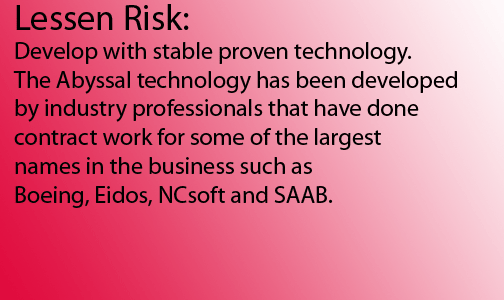 Lessen Risk:
Develop with stable proven technology.
The Abyssal technology has been developed
by industry professionals that have done
contract work for some of the largest
names in the business such as
Boeing, Eidos, NCsoft and SAAB.